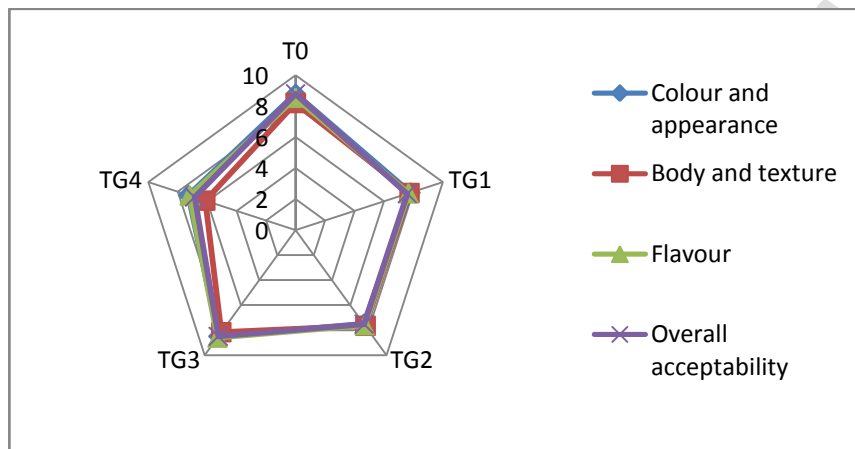 T0
10
8
6
4
2
0
TG4
TG1
TG3
TG2
Colour and
appearance
Body and texture
Flavour
Overall
acceptability